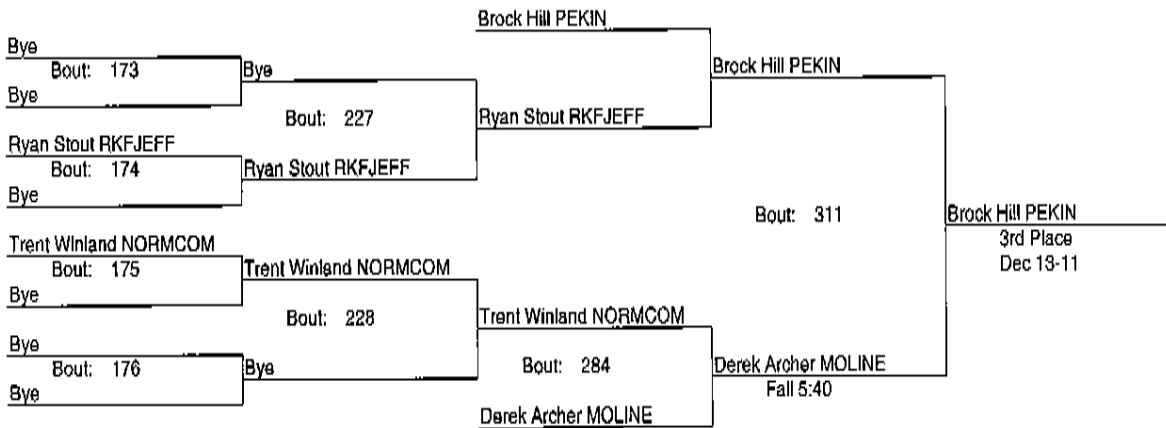 Brock Hill PEKIN
Bye
Bout: 173
Bye
Bye
Brock Hill PEKIN
Bout: 227
Ryan Stout RKFJEFF
Ryan Stout RKFJEFF
Bout: 174
Ryan Stout RKFJEFF
Bye
Bout: 311
Brock Hill PEKIN
3rd Place
Dec 13-11
Trent Winland NORMCOM
Bout: 175
Trent Winland NORMCOM
Bye
Bout: 228
Trent Winland NORMCOM
Bye
Bout: 176
Bye
Bye
Bout: 284
Derek Archer MOLINE
Fall 5:40
Derek Archer MOLINE